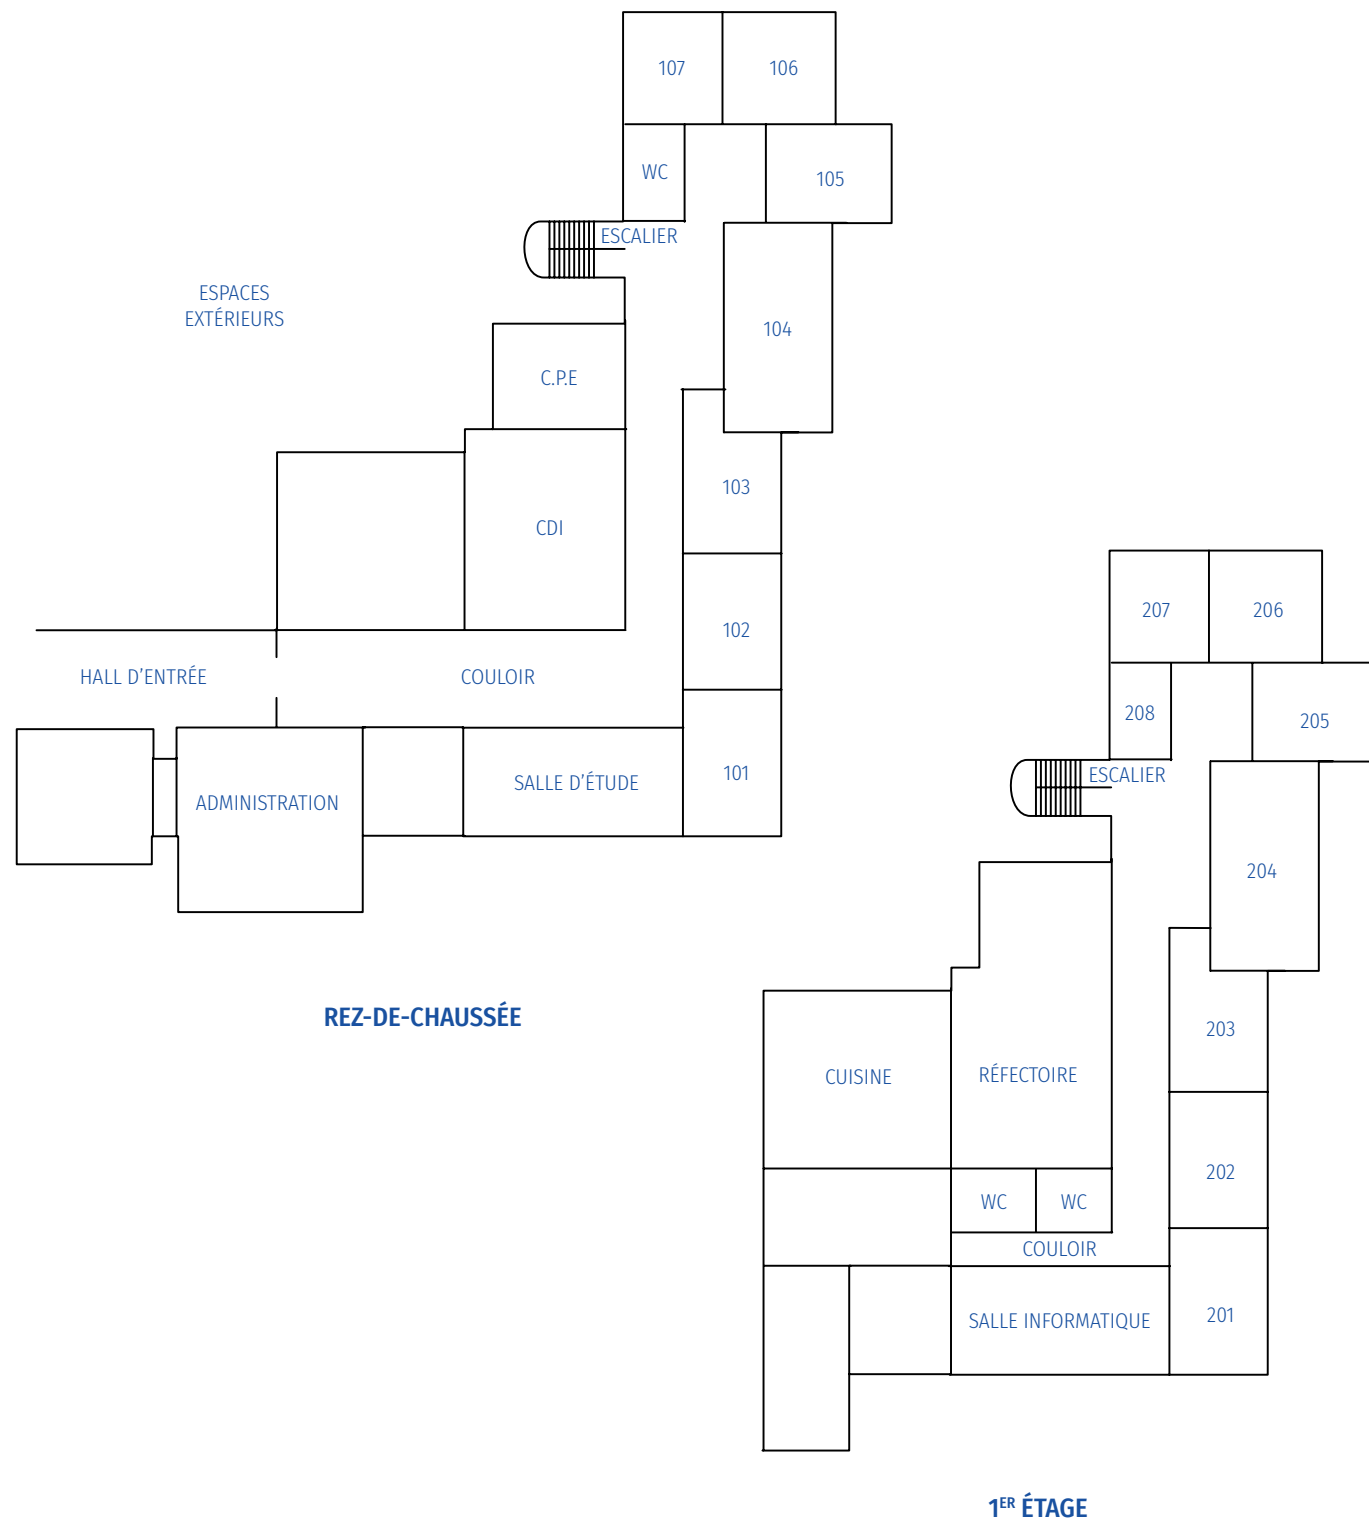 107
106
WC
105
ESCALIER
ESPACES
EXTÉRIEURS
104
C.P.E
103
CDI
102
HALL D'ENTRÉE
COULOIR
101
SALLE D'ÉTUDE
ADMINISTRATION
REZ-DE-CHAUSSÉE
207
206
208
205
ESCALIER
204
203
CUISINE
RÉFECTOIRE
202
WC
WC
COULOIR
201
SALLE INFORMATIQUE
1ER ÉTAGE